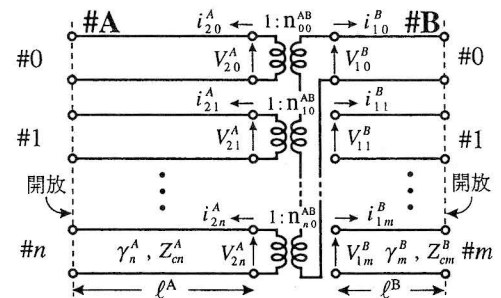 #A #B
i_{20}^{A} 1:n_{00}^{AB} i_{10}^{B}
#0 V_{20}^{A} V_{10}^{B} #0
i_{21}^{A} 1:n_{10}^{AB} i_{11}^{B}
#1 V_{21}^{A} V_{11}^{B} #1
開放 開放
i_{2n}^{A} 1:n_{n0}^{AB} i_{1m}^{B}
#n γ_{n}^{A} , Z_{cn}^{A} V_{2n}^{A} V_{1m}^{B} γ_{m}^{B} , Z_{cm}^{B} #m
ℓ^{A} ℓ^{B}